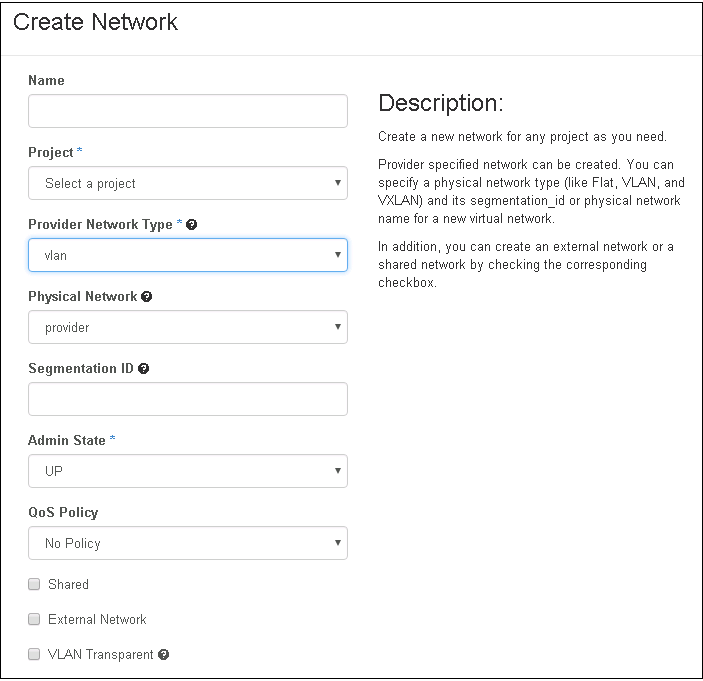 Create Network
Name
Project *
Select a project
Provider Network Type *
vlan
Physical Network
provider
Segmentation ID
Admin State *
UP
QoS Policy
No Policy
Shared
External Network
VLAN Transparent
Description:
Create a new network for any project as you need.
Provider specified network can be created. You can
specify a physical network type (like Flat, VLAN, and
VXLAN) and its segmentation_id or physical network
name for a new virtual network.
In addition, you can create an external network or a
shared network by checking the corresponding
checkbox.